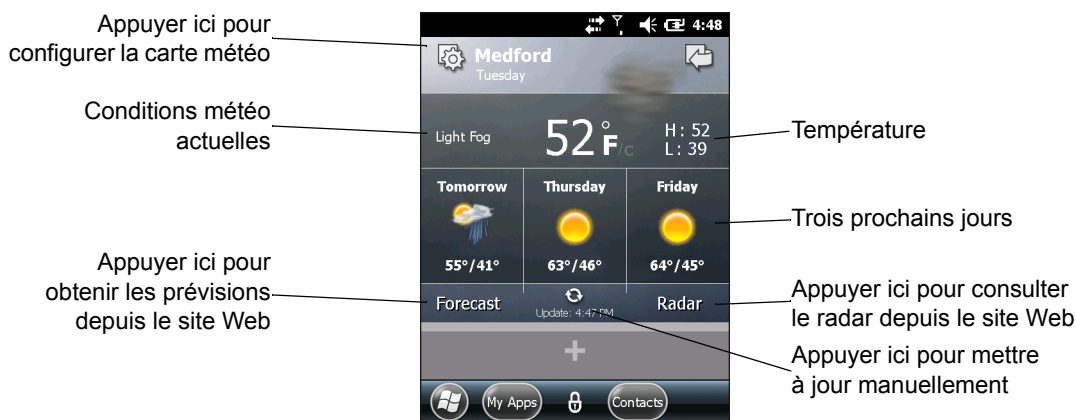 Appuyer ici pour
configurer la carte météo
Conditions météo
actuelles
Appuyer ici pour
obtenir les prévisions
depuis le site Web
4:48
Medford
Tuesday
Light Fog
52°F/C
H : 52
L : 39
Tomorrow
Thursday
Friday
55°/41°
63°/46°
64°/45°
Forecast
Update: 4:47 PM
Radar
My Apps
Contacts
Température
Trois prochains jours
Appuyer ici pour consulter
le radar depuis le site Web
Appuyer ici pour mettre
à jour manuellement